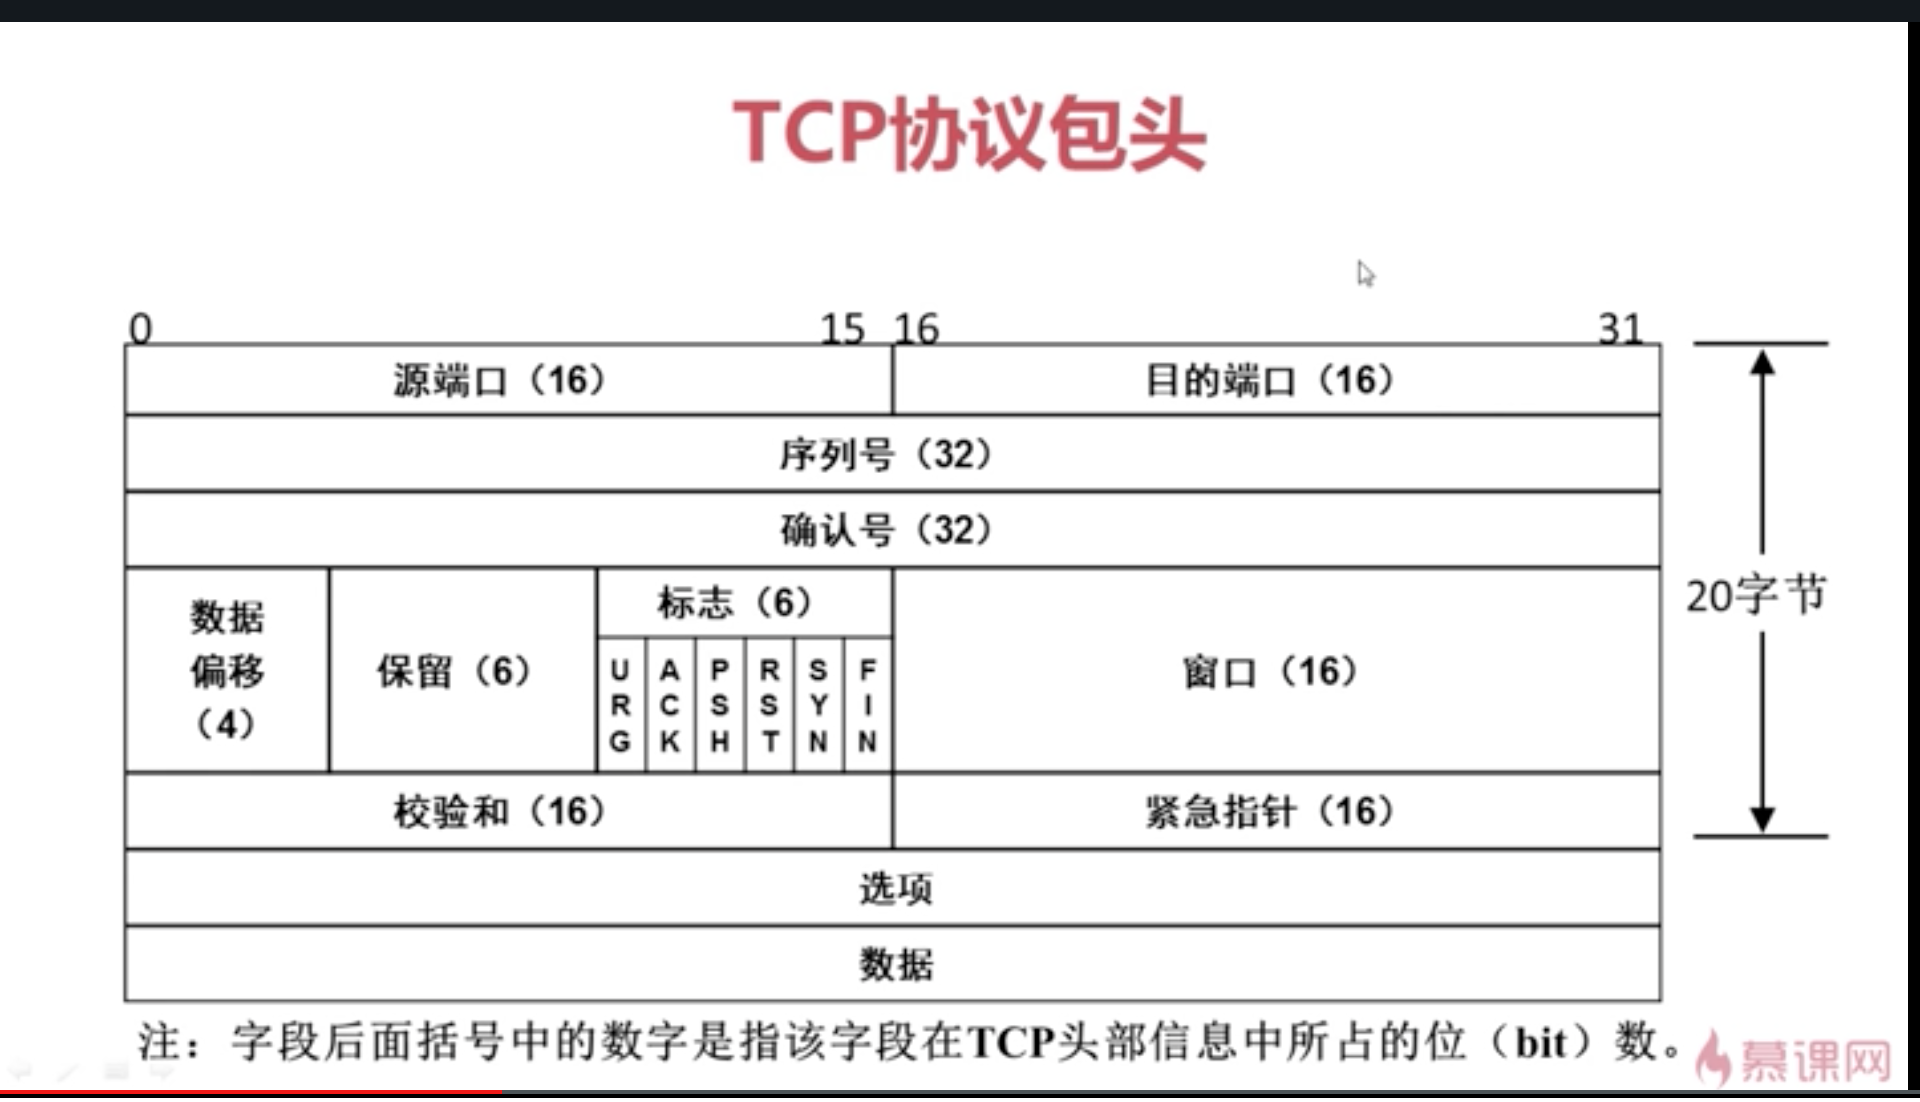 TCP协议包头
0 15 16 31
源端口（16） 目的端口（16）
序列号（32）
确认号（32）
数据
偏移
（4）
保留（6）
标志（6）
URG ACK PSH RST SYN FIN
窗口（16）
20字节
校验和（16） 紧急指针（16）
选项
数据
注：字段后面括号中的数字是指该字段在TCP头部信息中所占的位（bit）数。
慕课网